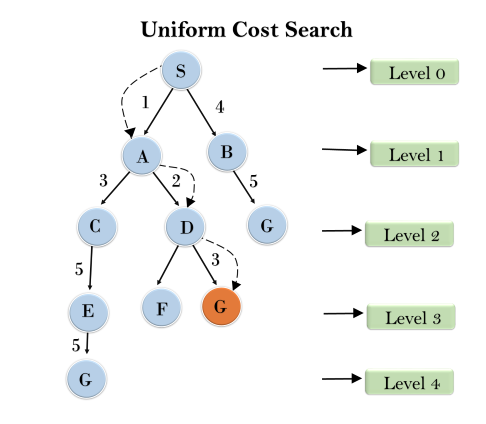 Uniform Cost Search
S
Level 0
1
4
A
B
Level 1
3
2
5
C
D
G
Level 2
5
3
E
F
G
Level 3
5
G
Level 4